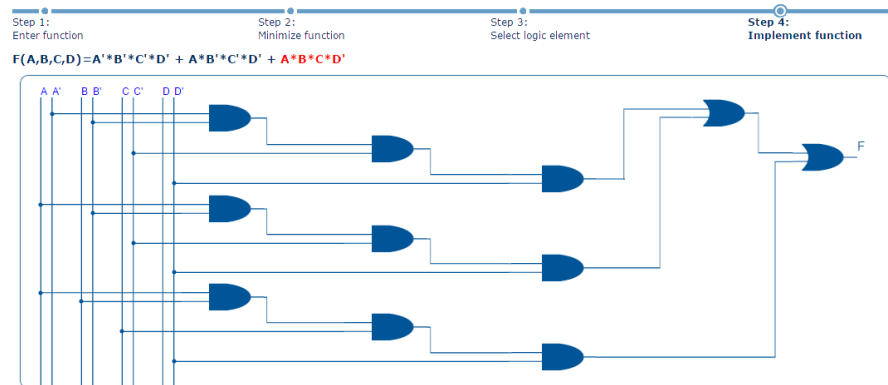 Step 1: Step 2: Step 3: Step 4:
Enter function Minimize function Select logic element Implement function
F(A,B,C,D)=A'*B'*C'*D' + A*B'*C'*D' + A*B*C*D'
A A' B B' C C' D D'
F